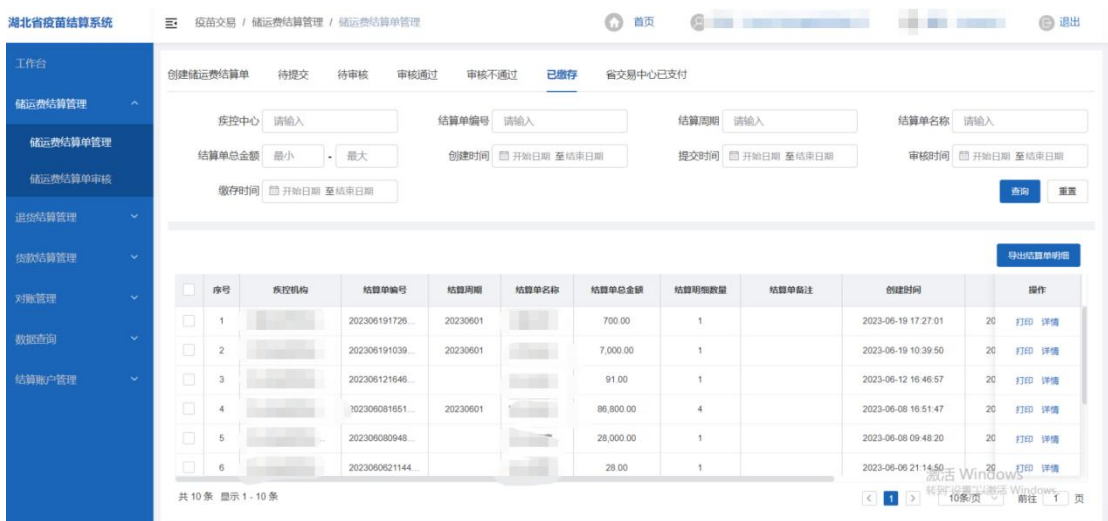 湖北省疫苗结算系统
疫苗交易 / 储运费结算管理 / 储运费结算单管理
首页
退出
工作台
储运费结算管理
储运费结算单管理
储运费结算单审核
退货结算管理
货款结算管理
对账管理
数据查询
结算账户管理
创建储运费结算单 待提交 待审核 审核通过 审核不通过 已缴存 省交易中心已支付
疾控中心 请输入 结算单编号 请输入 结算周期 请输入 结算单名称 请输入
结算单总金额 最小 - 最大 创建时间 开始日期 至结束日期 提交时间 开始日期 至结束日期 审核时间 开始日期 至结束日期
缴存时间 开始日期 至结束日期 查询 重置
导出结算单明细
序号 疾控机构 结算单编号 结算周期 结算单名称 结算单总金额 结算明细数量 结算单备注 创建时间 操作
1 202306191726... 20230601 700.00 1 2023-06-19 17:27:01 20 打印 详情
2 202306191039... 20230601 7,000.00 1 2023-06-19 10:39:50 20 打印 详情
3 202306121646... 91.00 1 2023-06-12 16:46:57 20 打印 详情
4 202306081651... 20230601 86,800.00 4 2023-06-08 16:51:47 20 打印 详情
5 202306080948... 28,000.00 1 2023-06-08 09:48:20 20 打印 详情
6 2023060621144... 28.00 1 2023-06-06 21:14:50 20 打印 详情
激活 Windows
转到"设置"以激活 Windows。
共 10 条 显示 1 - 10 条 < 1 > 10条/页 前往 1 页